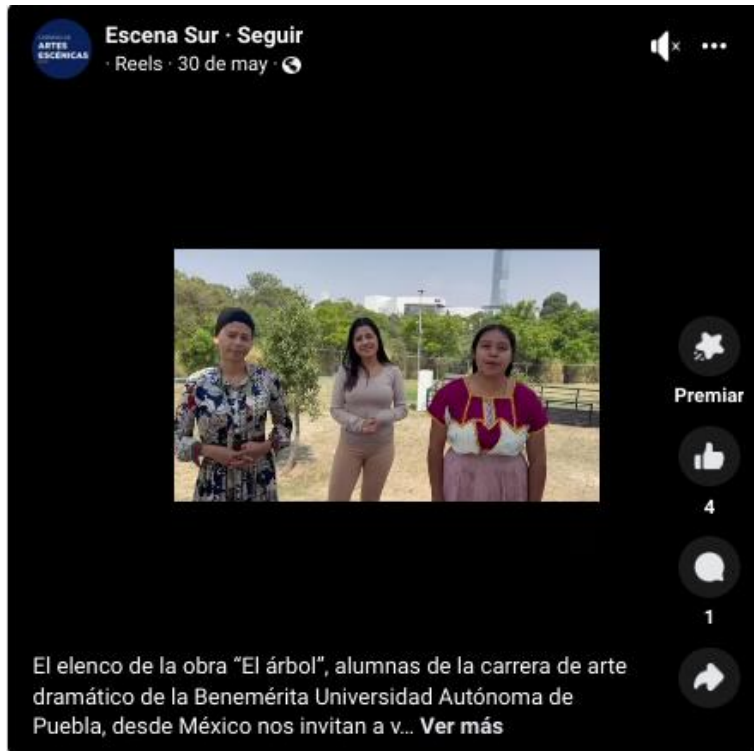 ARTES
ESCÉNICAS
Escena Sur · Seguir
· Reels · 30 de may ·
Premiar
4
1
El elenco de la obra “El árbol”, alumnas de la carrera de arte
dramático de la Benemérita Universidad Autónoma de
Puebla, desde México nos invitan a v... Ver más